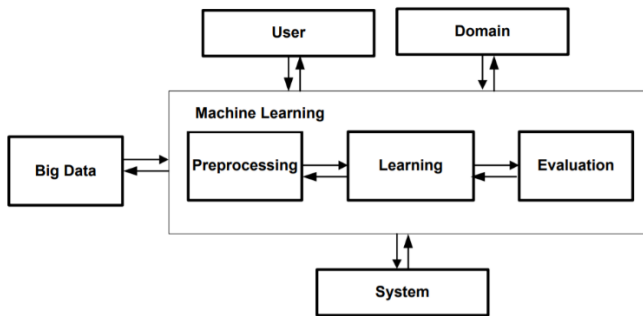 User
Domain
Machine Learning
Big Data
Preprocessing
Learning
Evaluation
System